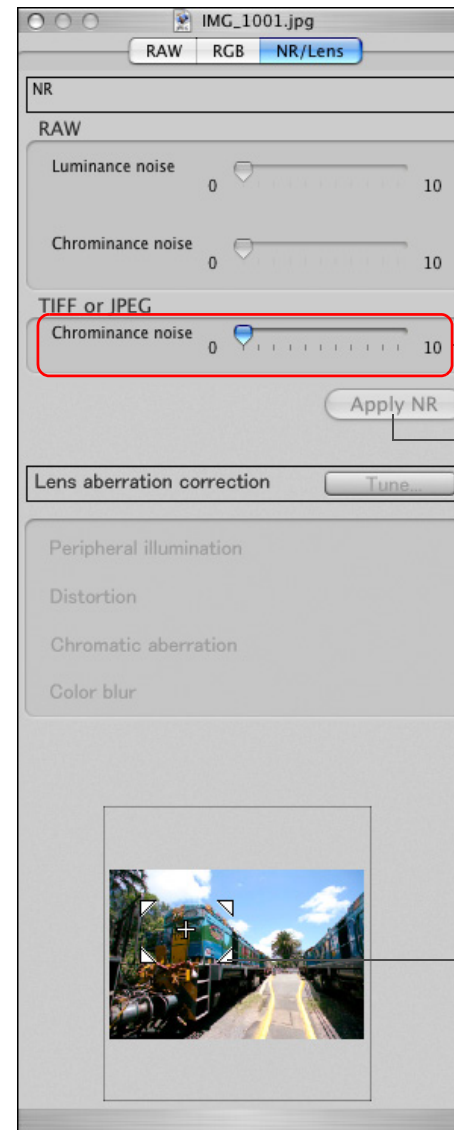 IMG_1001.jpg
RAW RGB NR/Lens
NR
RAW
Luminance noise
0 10
Chrominance noise
0 10
TIFF or JPEG
Chrominance noise
0 10
Apply NR
Lens aberration correction Tune...
Peripheral illumination
Distortion
Chromatic aberration
Color blur